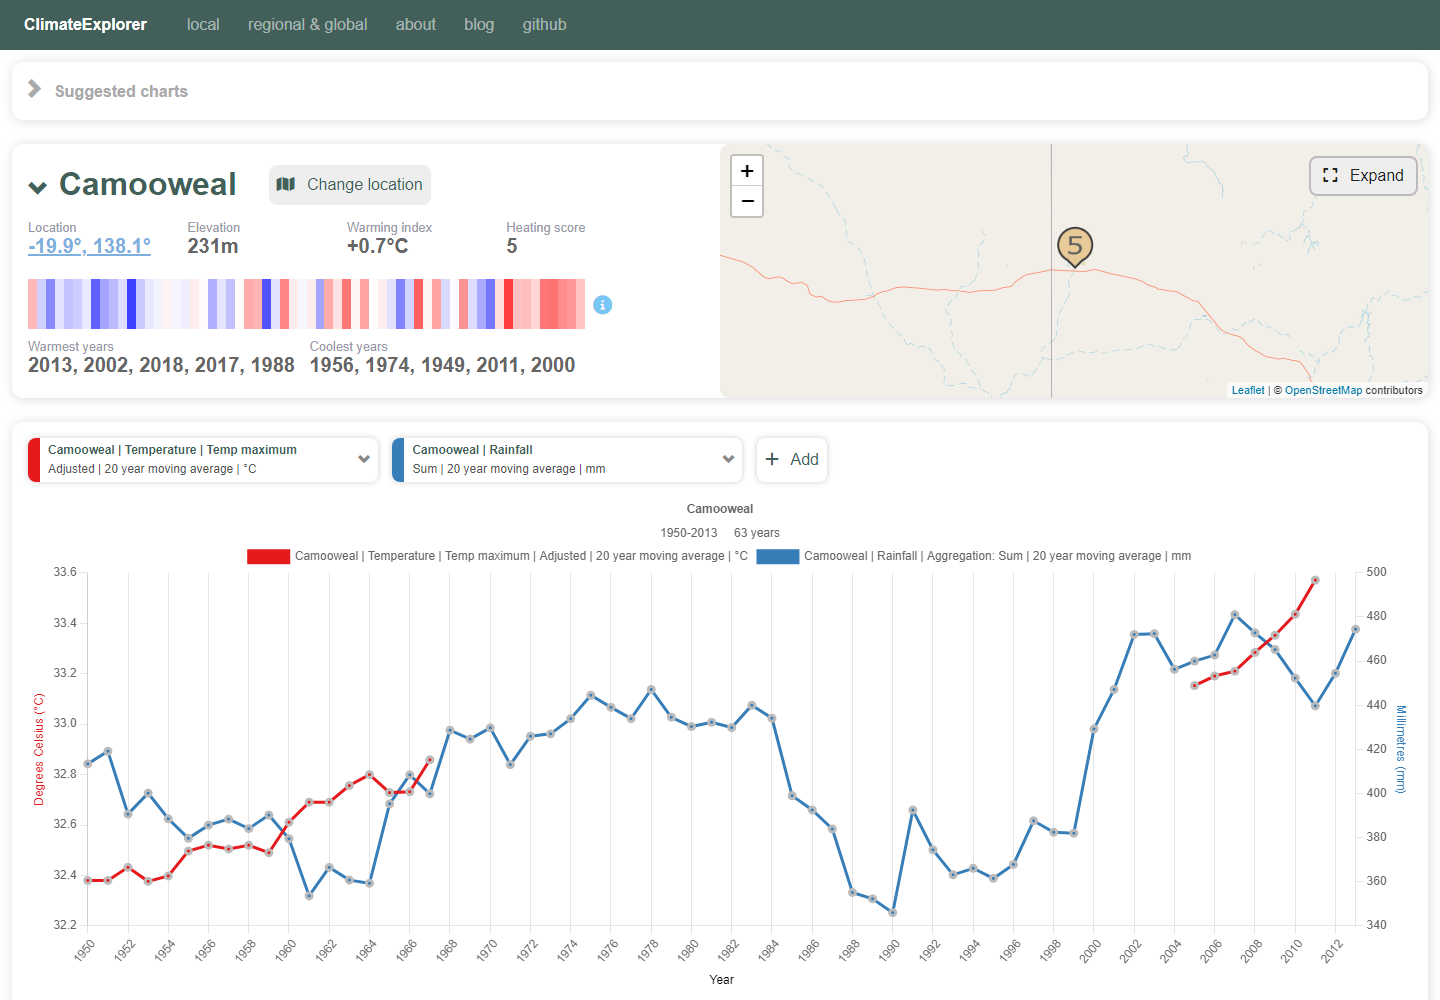 ClimateExplorer local regional & global about blog github
Suggested charts
Camooweal Change location
Location Elevation Warming index Heating score
-19.9°, 138.1° 231m +0.7°C 5
Warmest years Coolest years
2013, 2002, 2018, 2017, 1988 1956, 1974, 1949, 2011, 2000
+
−
Expand
5
Leaflet | © OpenStreetMap contributors
Camooweal | Temperature | Temp maximum
Adjusted | 20 year moving average | °C
Camooweal | Rainfall
Sum | 20 year moving average | mm
+ Add
Camooweal
1950-2013 63 years
Camooweal | Temperature | Temp maximum | Adjusted | 20 year moving average | °C Camooweal | Rainfall | Aggregation: Sum | 20 year moving average | mm
Degrees Celsius (°C)
33.6
33.4
33.2
33.0
32.8
32.6
32.4
32.2
500
480
460
440
420
400
380
360
340
Millimetres (mm)
1950 1952 1954 1956 1958 1960 1962 1964 1966 1968 1970 1972 1974 1976 1978 1980 1982 1984 1986 1988 1990 1992 1994 1996 1998 2000 2002 2004 2006 2008 2010 2012
Year